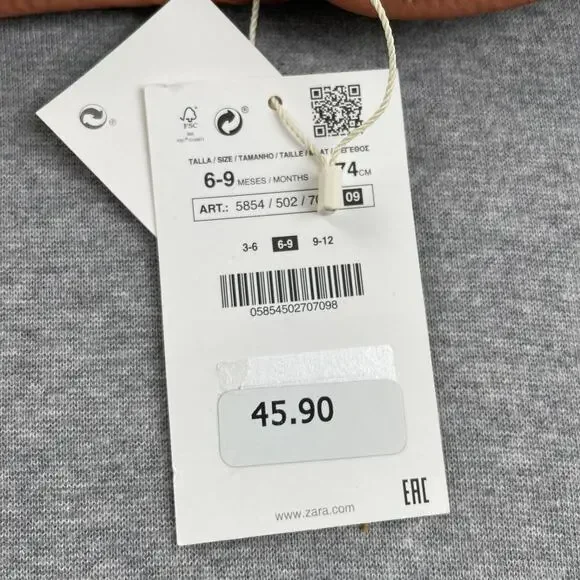 FSC
®
®
TALLA / SIZE / TAMANHO / TAILLE /
6-9 MESES / MONTHS 74CM
ART.: 5854 / 502 / 09
3-6 6-9 9-12
05854502707098
45.90
EAC
www.zara.com